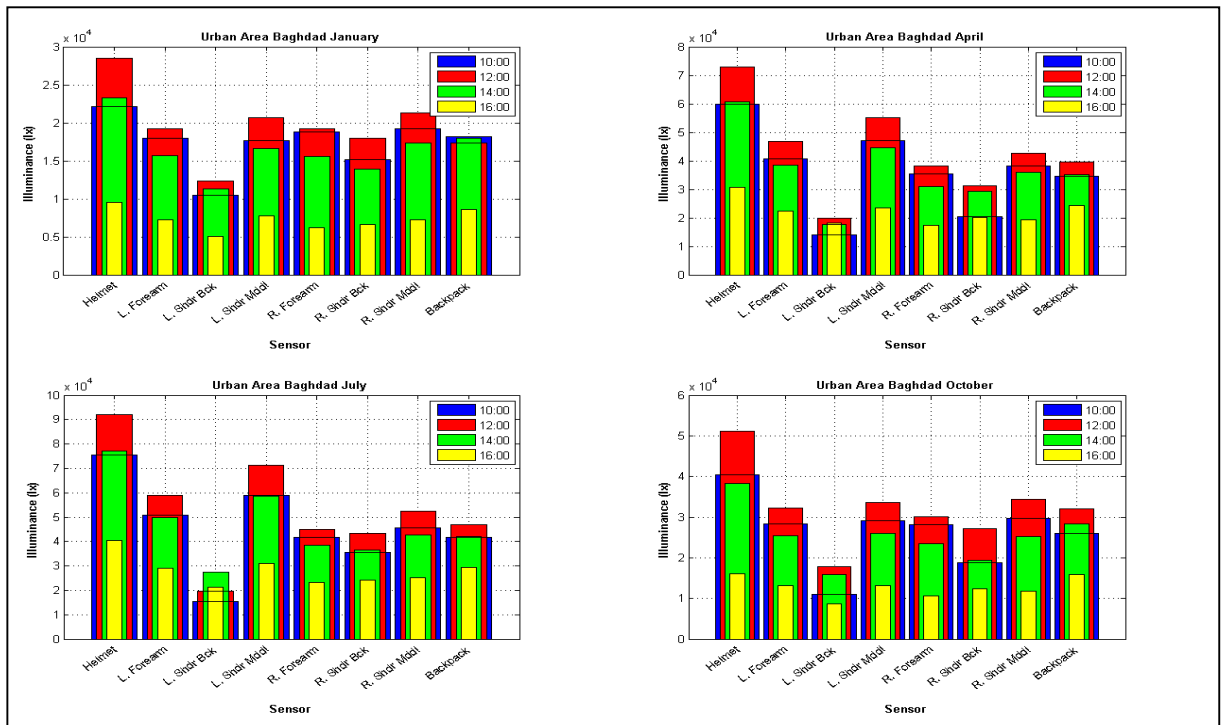 Urban Area Baghdad January
x 10^4
3
2.5
2
1.5
1
0.5
0
Illuminance (lx)
10:00
12:00
14:00
16:00
Helmet
L. Forearm
L. Shdr Bck
L. Shdr Mddl
R. Forearm
R. Shdr Bck
R. Shdr Mddl
Backpack
Sensor
Urban Area Baghdad April
x 10^4
8
7
6
5
4
3
2
1
0
Illuminance (lx)
10:00
12:00
14:00
16:00
Helmet
L. Forearm
L. Shdr Bck
L. Shdr Mddl
R. Forearm
R. Shdr Bck
R. Shdr Mddl
Backpack
Sensor
Urban Area Baghdad July
x 10^4
10
9
8
7
6
5
4
3
2
1
0
Illuminance (lx)
10:00
12:00
14:00
16:00
Helmet
L. Forearm
L. Shdr Bck
L. Shdr Mddl
R. Forearm
R. Shdr Bck
R. Shdr Mddl
Backpack
Sensor
Urban Area Baghdad October
x 10^4
6
5
4
3
2
1
0
Illuminance (lx)
10:00
12:00
14:00
16:00
Helmet
L. Forearm
L. Shdr Bck
L. Shdr Mddl
R. Forearm
R. Shdr Bck
R. Shdr Mddl
Backpack
Sensor